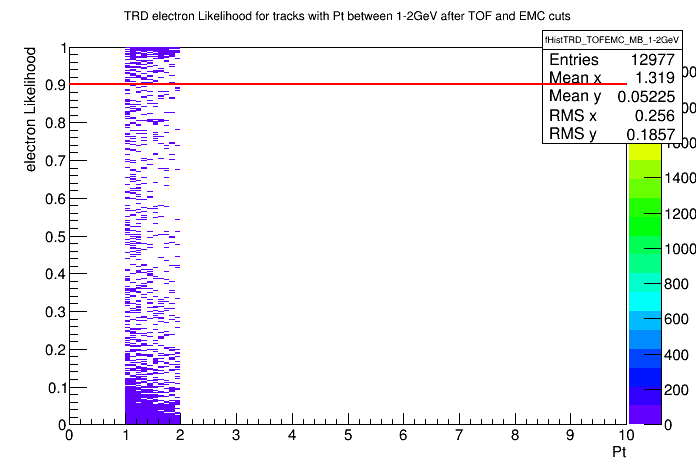 TRD electron Likelihood for tracks with Pt between 1-2GeV after TOF and EMC cuts
fHistTRD_TOFEMC_MB_1-2GeV
Entries 12977
Mean x 1.319
Mean y 0.05225
RMS x 0.256
RMS y 0.1857
electron Likelihood
1
0.9
0.8
0.7
0.6
0.5
0.4
0.3
0.2
0.1
0
0 1 2 3 4 5 6 7 8 9 10
Pt
1400
1200
1000
800
600
400
200
0